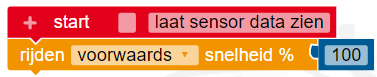 + start laat sensor data zien
rijden voorwaards snelheid % 100